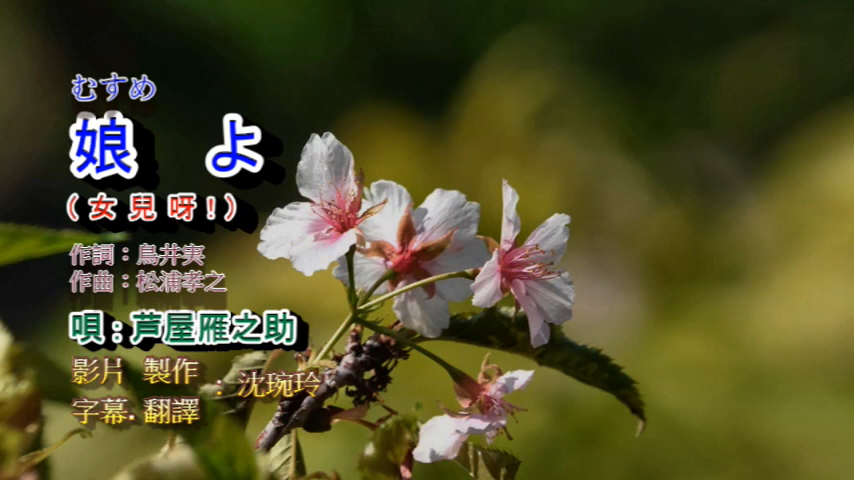 むすめ
娘 よ
(女兒呀!)
作詞：鳥井実
作曲：松浦孝之
唄：芦屋雁之助
影片 製作
：沈琬玲
字幕.翻譯